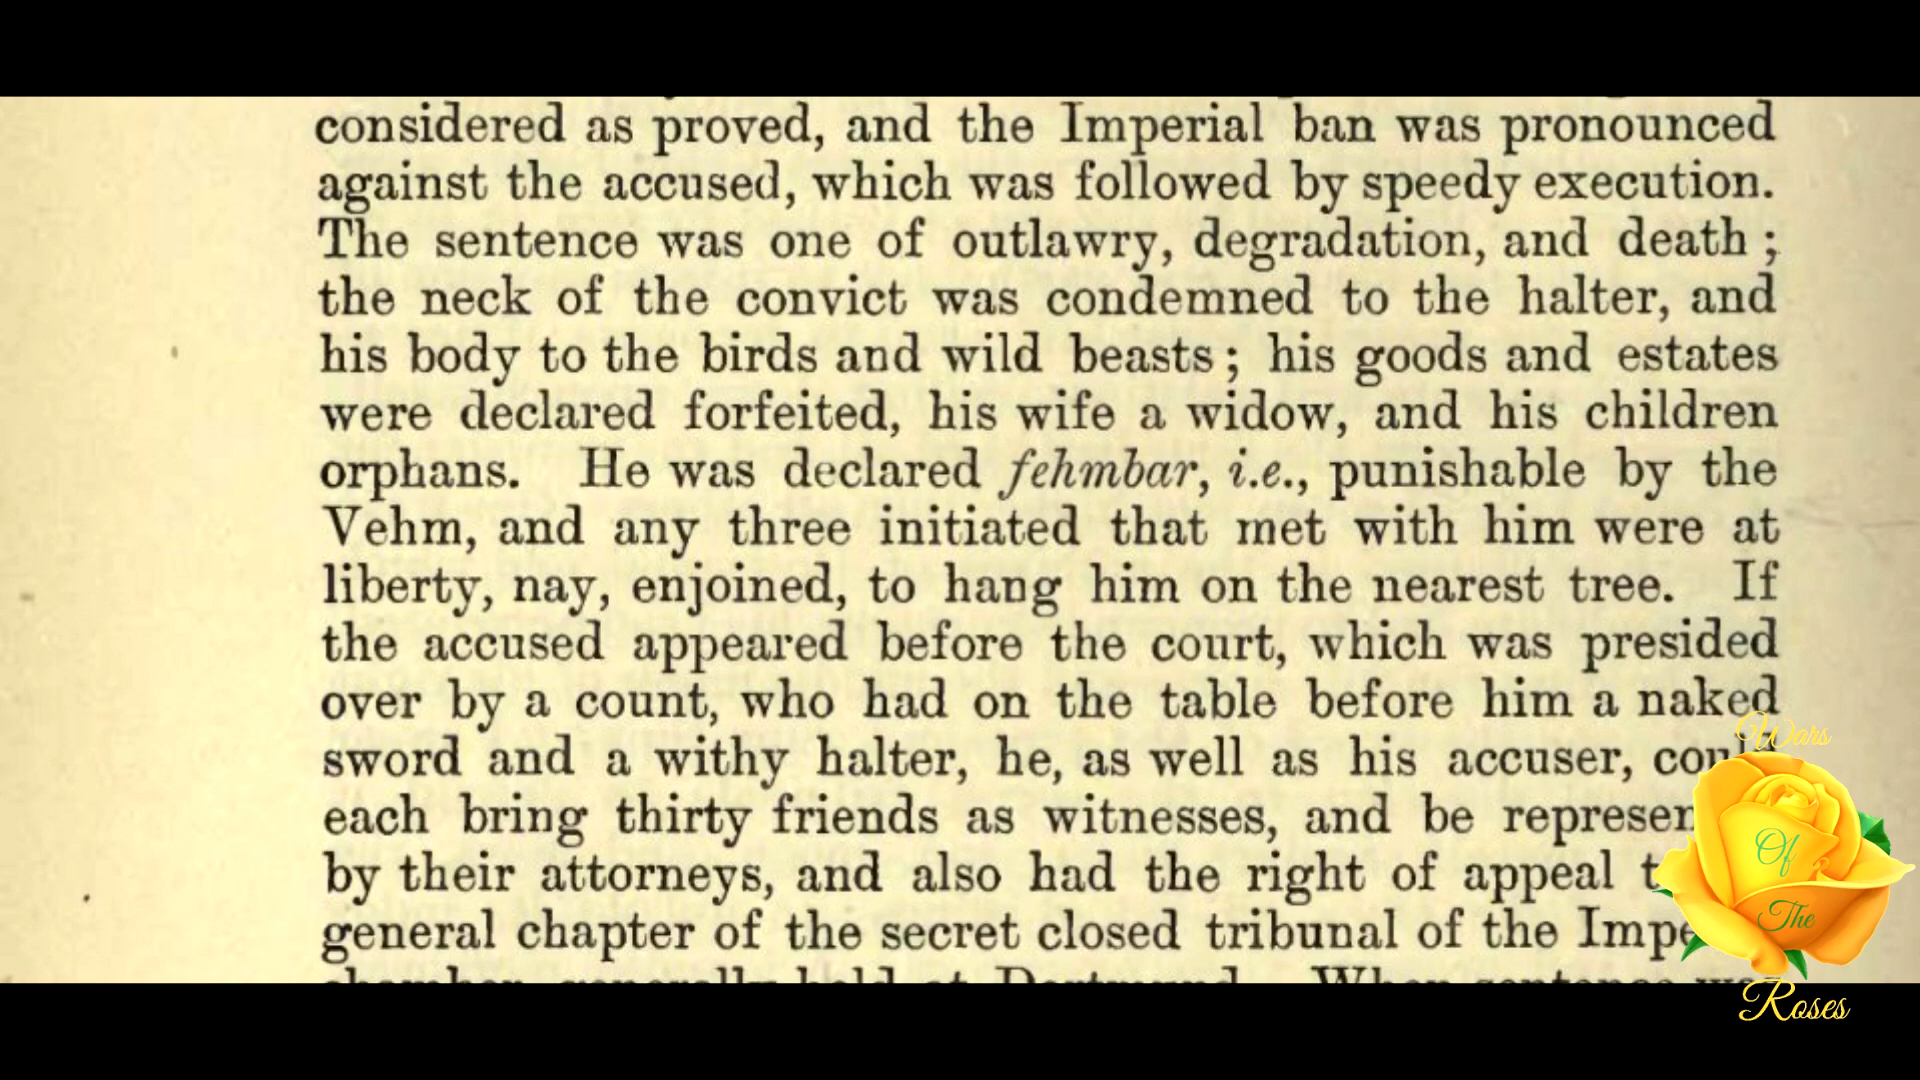 considered as proved, and the Imperial ban was pronounced
against the accused, which was followed by speedy execution.
The sentence was one of outlawry, degradation, and death ;
the neck of the convict was condemned to the halter, and
his body to the birds and wild beasts ; his goods and estates
were declared forfeited, his wife a widow, and his children
orphans. He was declared fehmbar, i.e., punishable by the
Vehm, and any three initiated that met with him were at
liberty, nay, enjoined, to hang him on the nearest tree. If
the accused appeared before the court, which was presided
over by a count, who had on the table before him a naked
sword and a withy halter, he, as well as his accuser,
each bring thirty friends as witnesses, and be
by their attorneys, and also had the right of appeal
general chapter of the secret closed tribunal of the
Wars
Of
The
Roses